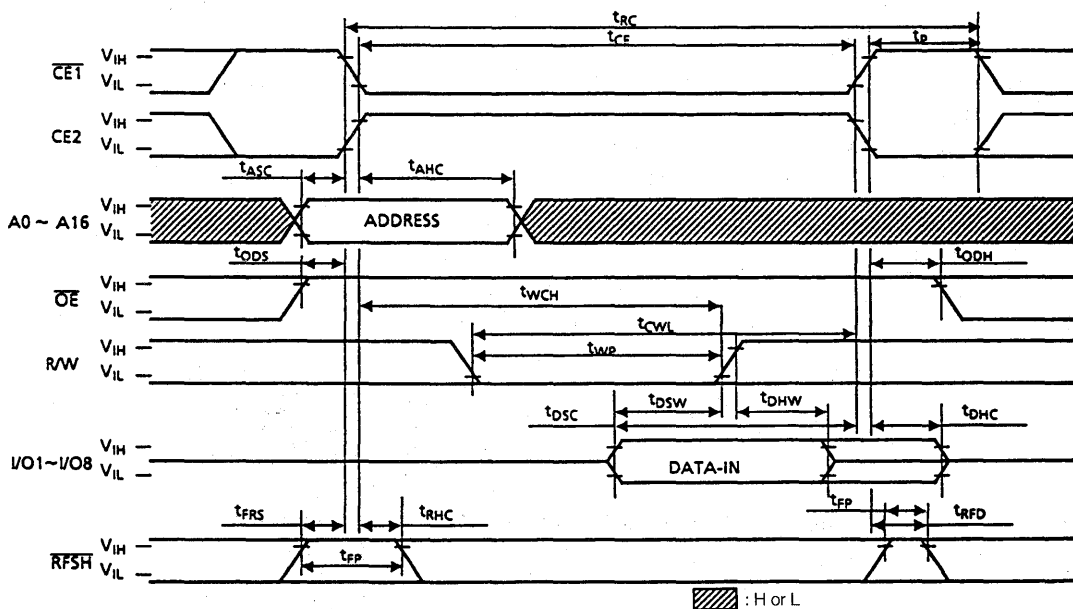 tRC
tCE
tP
CE1 VIH
VIL
CE2 VIH
VIL
tASC tAHC
A0 ~ A16 VIH
VIL
ADDRESS
tODS tODH
OE VIH
VIL
tWCH
tCWL
R/W VIH
VIL
tWP
tDSC tDSW tDHW tDHC
I/O1~I/O8 VIH
VIL
DATA-IN
tFRS tRHC tFP tRFD
RFSH VIH
VIL
tFP
: H or L